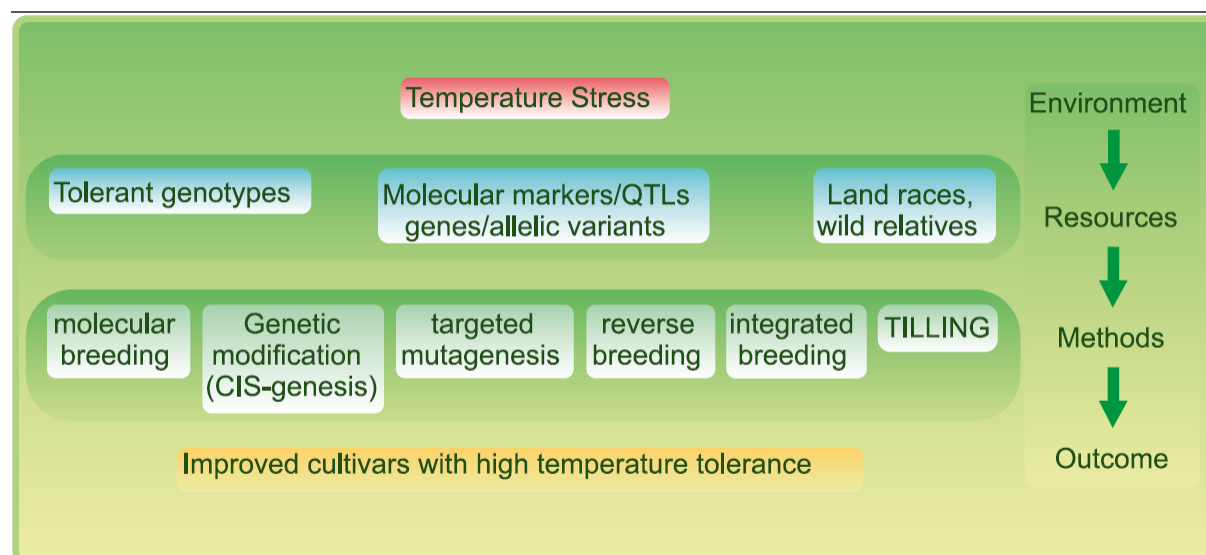 Temperature Stress
Tolerant genotypes
Molecular markers/QTLs
genes/allelic variants
Land races,
wild relatives
molecular
breeding
Genetic
modification
(CIS-genesis)
targeted
mutagenesis
reverse
breeding
integrated
breeding
TILLING
Improved cultivars with high temperature tolerance
Environment
Resources
Methods
Outcome